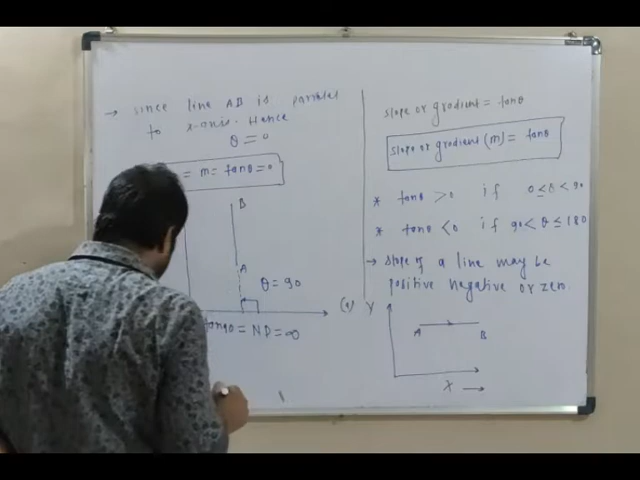 → since line AB is parallel
to x-axis. Hence
θ = 0
= m = tanθ = 0
B
A
θ = 90
tan90 = ND = ∞
slope or gradient = tanθ
slope or gradient (m) = tanθ
* tanθ > 0 if 0 ≤ θ < 90
* tanθ < 0 if 90 < θ ≤ 180
→ slope of a line may be
positive negative or zero.
(a) Y
A B
X →